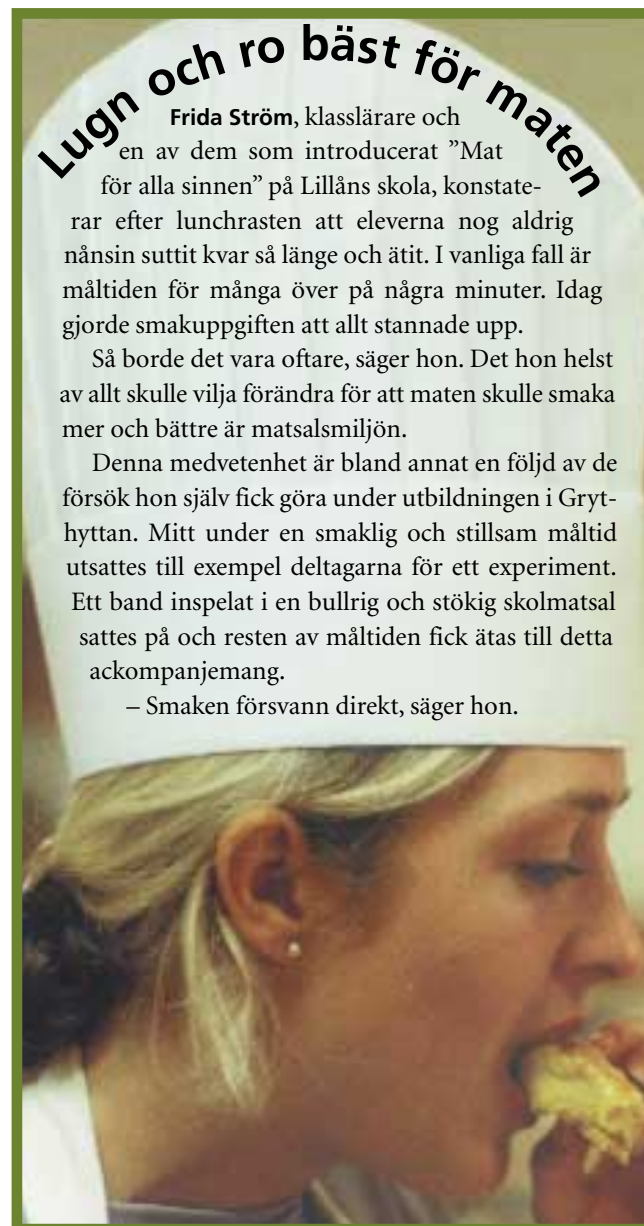 Lugn och ro bäst för maten
Frida Ström, klasslärare och
en av dem som introducerat ”Mat
för alla sinnen” på Lillåns skola, konstate-
rar efter lunchrasten att eleverna nog aldrig
nånsin suttit kvar så länge och ätit. I vanliga fall är
måltiden för många över på några minuter. Idag
gjorde smakuppgiften att allt stannade upp.
Så borde det vara oftare, säger hon. Det hon helst
av allt skulle vilja förändra för att maten skulle smaka
mer och bättre är matsalsmiljön.
Denna medvetenhet är bland annat en följd av de
försök hon själv fick göra under utbildningen i Gryt-
hyttan. Mitt under en smaklig och stillsam måltid
utsattes till exempel deltagarna för ett experiment.
Ett band inspelat i en bullrig och stökig skolmatsal
sattes på och resten av måltiden fick ätas till detta
ackompanjemang.
– Smaken försvann direkt, säger hon.